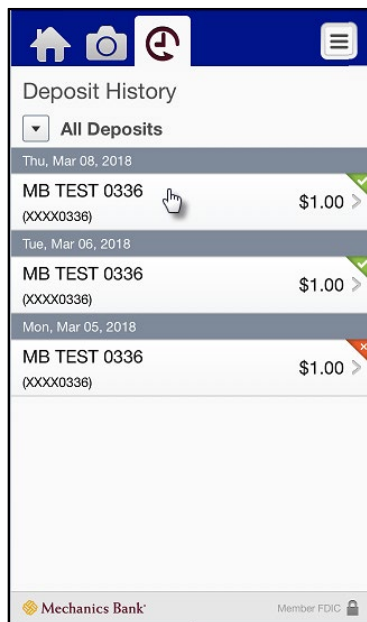 Deposit History
All Deposits
Thu, Mar 08, 2018
MB TEST 0336
$1.00
(XXXX0336)
Tue, Mar 06, 2018
MB TEST 0336
$1.00
(XXXX0336)
Mon, Mar 05, 2018
MB TEST 0336
$1.00
(XXXX0336)
Mechanics Bank
Member FDIC